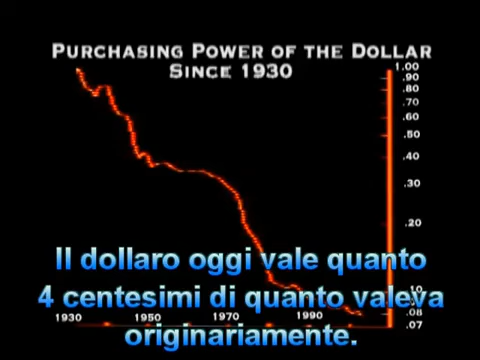 PURCHASING POWER OF THE DOLLAR
SINCE 1930
1.00
.90
.80
.70
.60
.50
.40
.30
.20
.10
.08
.07
1930 1950 1970 1990
Il dollaro oggi vale quanto
4 centesimi di quanto valeva
originariamente.